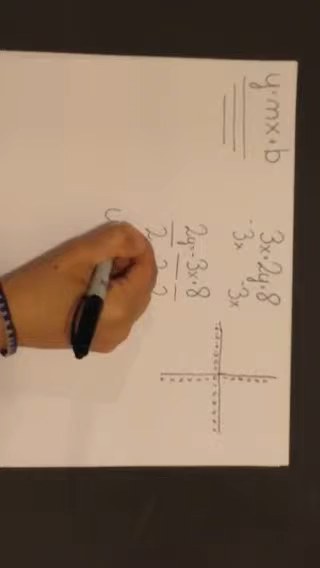 y=mx+b
3x+2y=8
-3x -3x
2y=-3x+8
2 2 2
y